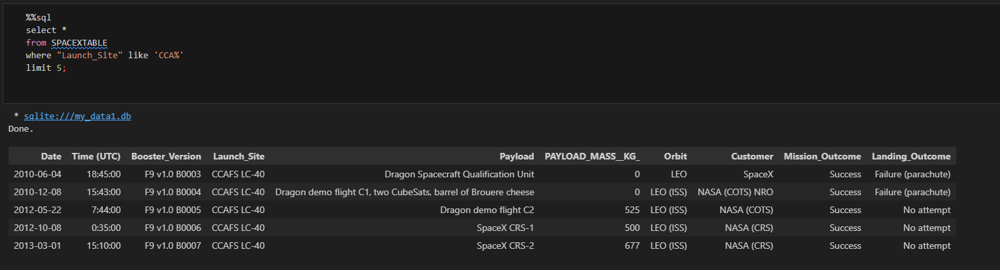 %%sql
select *
from SPACEXTABLE
where "Launch_Site" like 'CCA%'
limit 5;
* sqlite:///my_data1.db
Done.
Date Time (UTC) Booster_Version Launch_Site Payload PAYLOAD_MASS__KG_ Orbit Customer Mission_Outcome Landing_Outcome
2010-06-04 18:45:00 F9 v1.0 B0003 CCAFS LC-40 Dragon Spacecraft Qualification Unit 0 LEO SpaceX Success Failure (parachute)
2010-12-08 15:43:00 F9 v1.0 B0004 CCAFS LC-40 Dragon demo flight C1, two CubeSats, barrel of Brouere cheese 0 LEO (ISS) NASA (COTS) NRO Success Failure (parachute)
2012-05-22 7:44:00 F9 v1.0 B0005 CCAFS LC-40 Dragon demo flight C2 525 LEO (ISS) NASA (COTS) Success No attempt
2012-10-08 0:35:00 F9 v1.0 B0006 CCAFS LC-40 SpaceX CRS-1 500 LEO (ISS) NASA (CRS) Success No attempt
2013-03-01 15:10:00 F9 v1.0 B0007 CCAFS LC-40 SpaceX CRS-2 677 LEO (ISS) NASA (CRS) Success No attempt